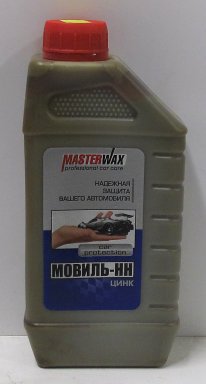 MASTERWAX
professional car care
НАДЕЖНАЯ
ЗАЩИТА
ВАШЕГО АВТОМОБИЛЯ
car
protection
МОВИЛЬ-НН
ЦИНК